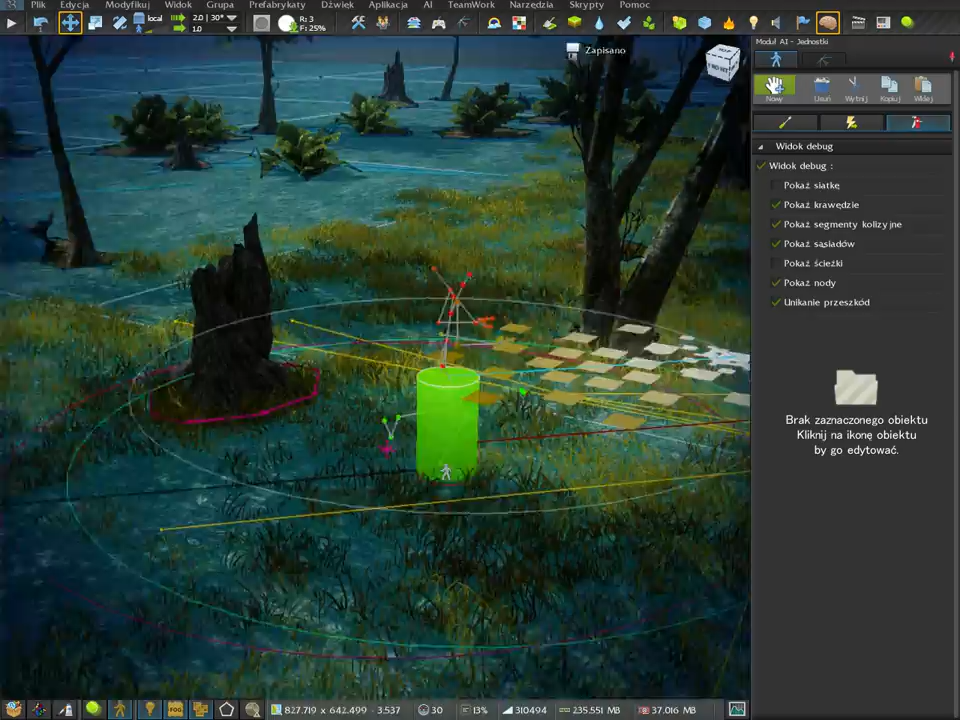 Plik Edycja Modyfikuj Widok Grupa Prefabrykaty Dźwięk Aplikacja AI TeamWork Narzędzia Skrypty Pomoc
local 2.0 30° 1.0 R: 3 F: 25%
Zapisano
Moduł AI - Jednostki
Nowy Usuń Wytnij Kopiuj Wklej
Widok debug
Widok debug :
Pokaż siatkę
Pokaż krawędzie
Pokaż segmenty kolizyjne
Pokaż sąsiadów
Pokaż ścieżki
Pokaż nody
Unikanie przeszkód
Brak zaznaczonego obiektu
Kliknij na ikonę obiektu
by go edytować.
FOG 827.719 x 642.499 - 3.537 30 13% 310494 235.551 MB 37.016 MB